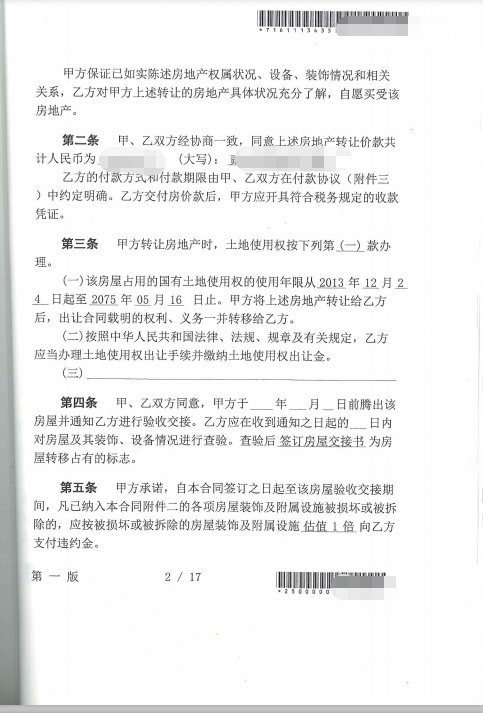 *7161113435
甲方保证已如实陈述房地产权属状况、设备、装饰情况和相关
关系，乙方对甲方上述转让的房地产具体状况充分了解，自愿买受该
房地产。
第二条 甲、乙双方经协商一致，同意上述房地产转让价款共
计人民币为 (大写)：
乙方的付款方式和付款期限由甲、乙双方在付款协议（附件三
）中约定明确。乙方交付房价款后，甲方应开具符合税务规定的收款
凭证。
第三条 甲方转让房地产时，土地使用权按下列第 (一) 款办
理。
(一)该房屋占用的国有土地使用权的使用年限从 2013 年 12 月 2
4 日起至 2075 年 05 月 16 日止。甲方将上述房地产转让给乙方
后，出让合同载明的权利、义务一并转移给乙方。
(二)按照中华人民共和国法律、法规、规章及有关规定，乙方
应当办理土地使用权出让手续并缴纳土地使用权出让金。
(三)
第四条 甲、乙双方同意，甲方于___年___月__日前腾出该
房屋并通知乙方进行验收交接。乙方应在收到通知之日起的___日内
对房屋及其装饰、设备情况进行查验。查验后 签订房屋交接书 为房
屋转移占有的标志。
第五条 甲方承诺，自本合同签订之日起至该房屋验收交接期
间，凡已纳入本合同附件二的各项房屋装饰及附属设施被损坏或被拆
除的，应按被损坏或被拆除的房屋装饰及附属设施 估值 1 倍 向乙方
支付违约金。
第 一 版 2 / 17
*2500000